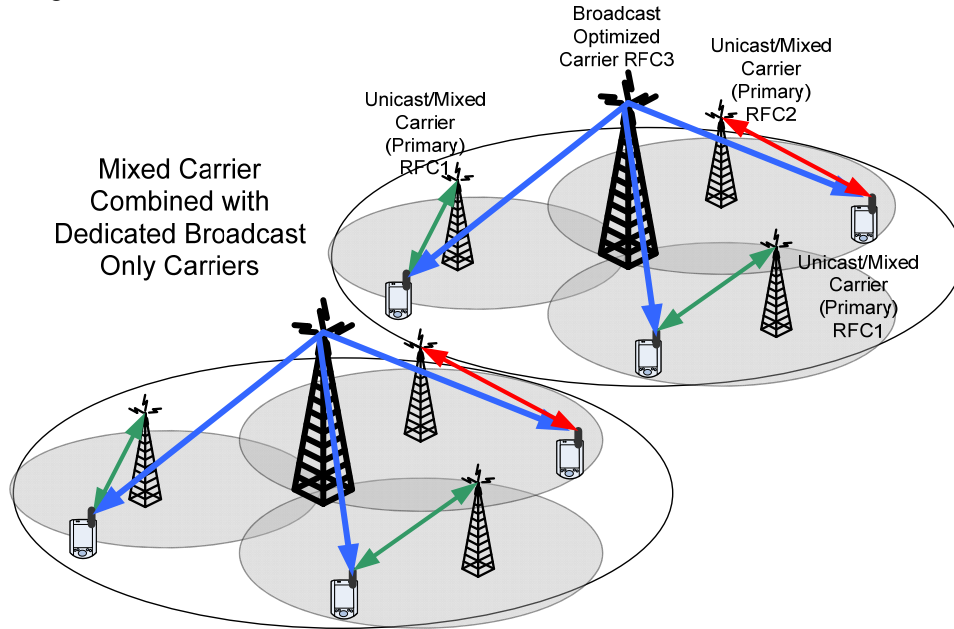 Broadcast
Optimized
Carrier RFC3
Unicast/Mixed
Carrier
(Primary)
RFC2
Unicast/Mixed
Carrier
(Primary)
RFC1
Mixed Carrier
Combined with
Dedicated Broadcast
Only Carriers
Unicast/Mixed
Carrier
(Primary)
RFC1